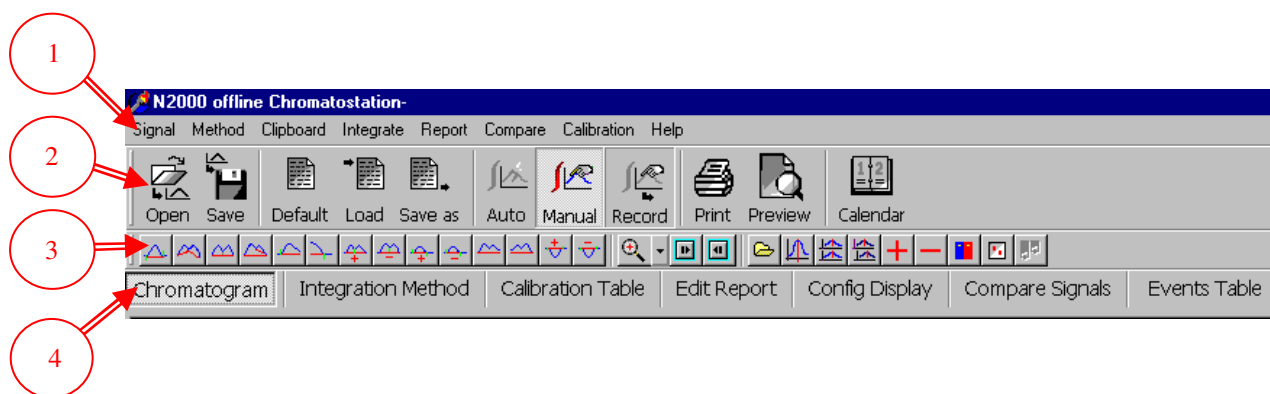 1
N2000 offline Chromatostation-
Signal Method Clipboard Integrate Report Compare Calibration Help
2
Open Save Default Load Save as Auto Manual Record Print Preview Calendar
3
Chromatogram Integration Method Calibration Table Edit Report Config Display Compare Signals Events Table
4